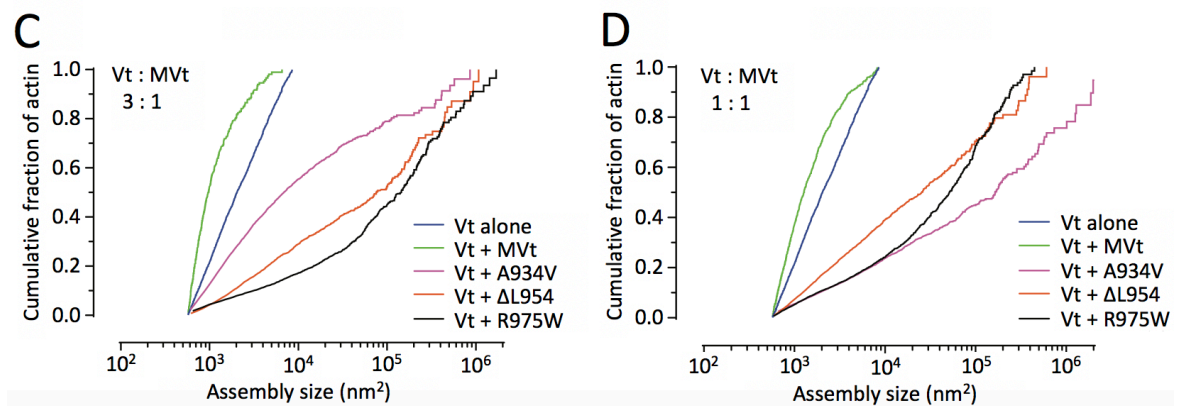 C
Vt : MVt
3 : 1
Cumulative fraction of actin
1.0
0.8
0.6
0.4
0.2
0.0
Vt alone
Vt + MVt
Vt + A934V
Vt + ΔL954
Vt + R975W
10² 10³ 10⁴ 10⁵ 10⁶
Assembly size (nm²)
D
Vt : MVt
1 : 1
Cumulative fraction of actin
1.0
0.8
0.6
0.4
0.2
0.0
Vt alone
Vt + MVt
Vt + A934V
Vt + ΔL954
Vt + R975W
10² 10³ 10⁴ 10⁵ 10⁶
Assembly size (nm²)